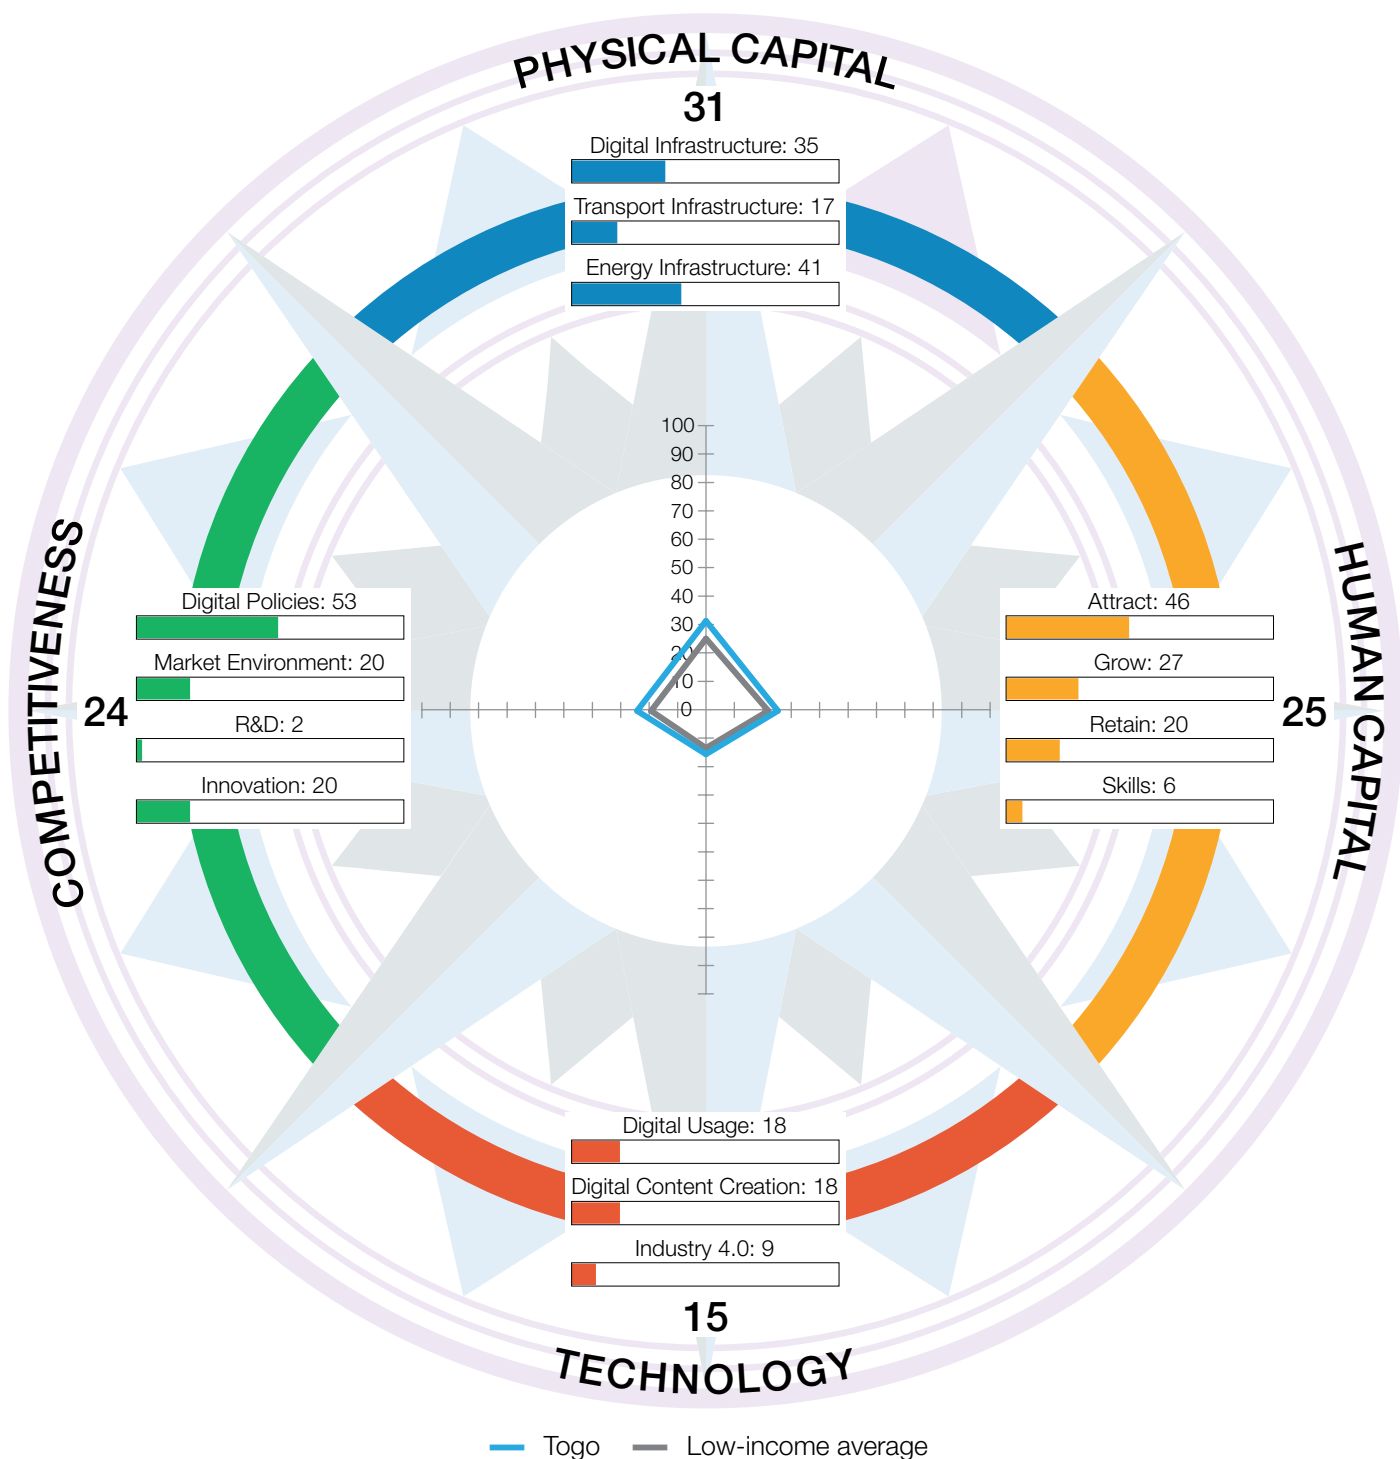 PHYSICAL CAPITAL
31
Digital Infrastructure: 35
Transport Infrastructure: 17
Energy Infrastructure: 41
100
90
80
70
60
50
40
30
20
10
0
COMPETITIVENESS
24
Digital Policies: 53
Market Environment: 20
R&D: 2
Innovation: 20
HUMAN CAPITAL
25
Attract: 46
Grow: 27
Retain: 20
Skills: 6
Digital Usage: 18
Digital Content Creation: 18
Industry 4.0: 9
15
TECHNOLOGY
Togo
Low-income average